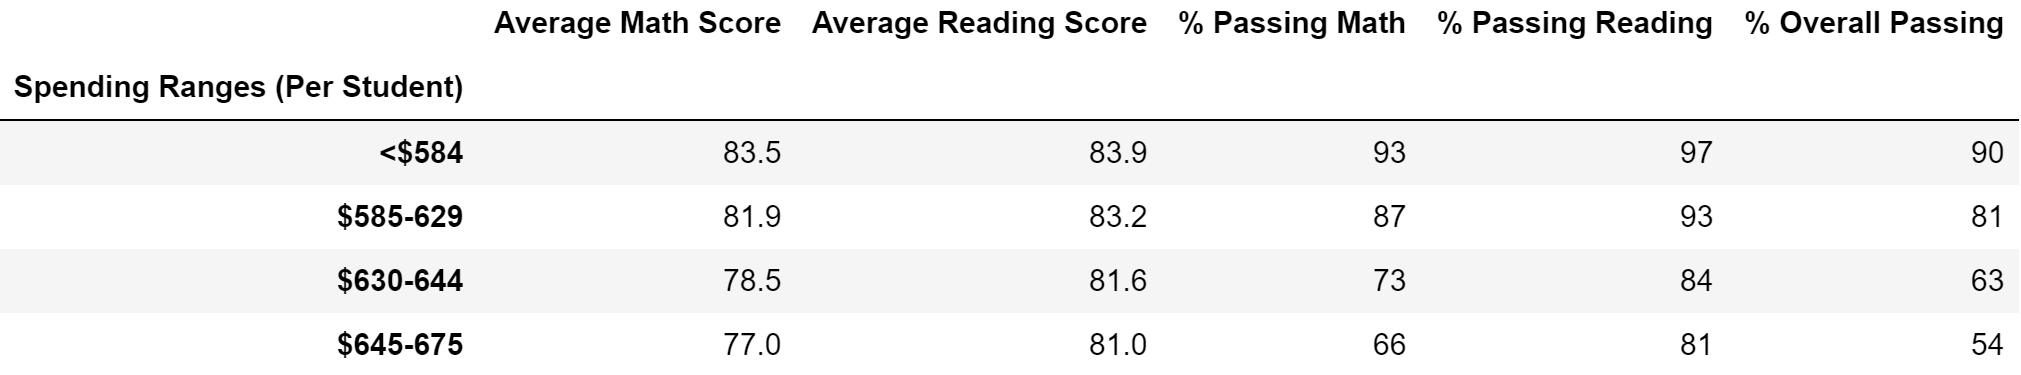 Average Math Score Average Reading Score % Passing Math % Passing Reading % Overall Passing
Spending Ranges (Per Student)
<$584 83.5 83.9 93 97 90
$585-629 81.9 83.2 87 93 81
$630-644 78.5 81.6 73 84 63
$645-675 77.0 81.0 66 81 54